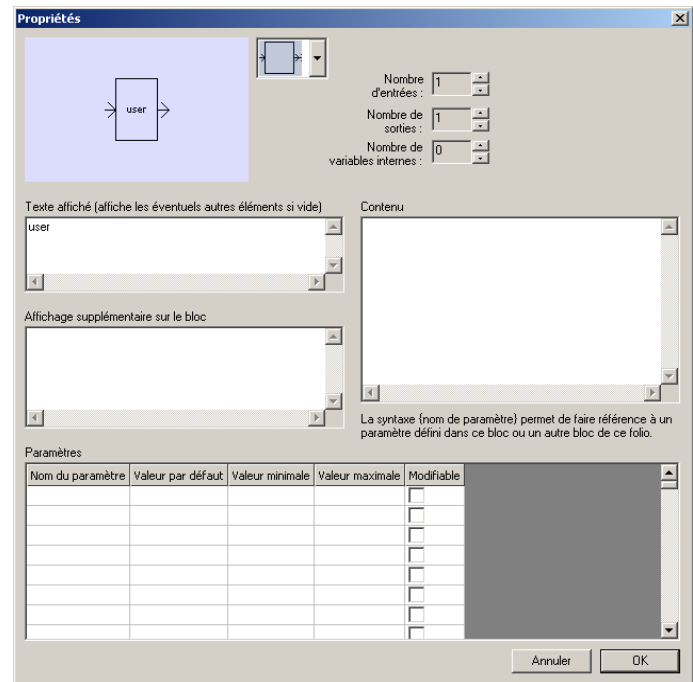 Propriétés
user
Nombre
d'entrées :
1
Nombre de
sorties :
1
Nombre de
variables internes :
0
Texte affiché (affiche les éventuels autres éléments si vide)
user
Contenu
Affichage supplémentaire sur le bloc
La syntaxe {nom de paramètre} permet de faire référence à un
paramètre défini dans ce bloc ou un autre bloc de ce folio.
Paramètres
Nom du paramètre Valeur par défaut Valeur minimale Valeur maximale Modifiable
Annuler OK